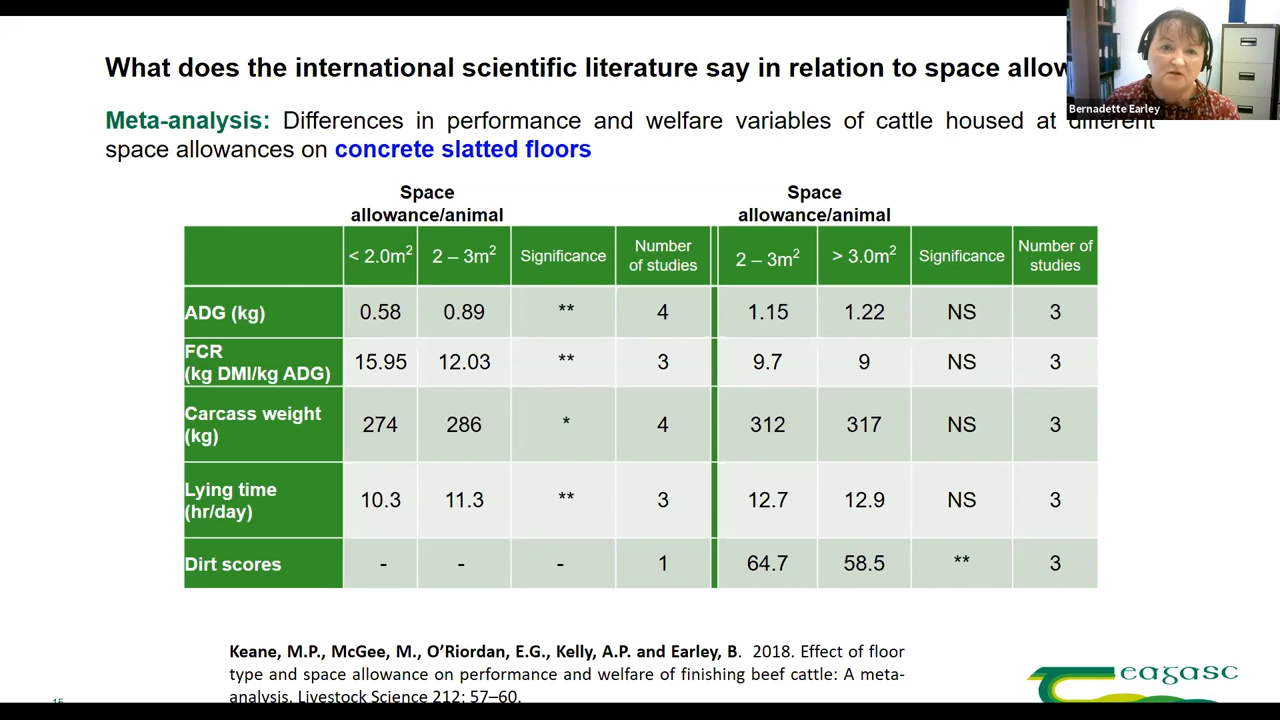 What does the international scientific literature say in relation to space allow
Bernadette Earley
Meta-analysis: Differences in performance and welfare variables of cattle housed at different
space allowances on concrete slatted floors
Space
allowance/animal
Space
allowance/animal
< 2.0m² 2 – 3m² Significance Number of studies 2 – 3m² > 3.0m² Significance Number of studies
ADG (kg) 0.58 0.89 ** 4 1.15 1.22 NS 3
FCR
(kg DMI/kg ADG) 15.95 12.03 ** 3 9.7 9 NS 3
Carcass weight
(kg) 274 286 * 4 312 317 NS 3
Lying time
(hr/day) 10.3 11.3 ** 3 12.7 12.9 NS 3
Dirt scores - - - 1 64.7 58.5 ** 3
Keane, M.P., McGee, M., O’Riordan, E.G., Kelly, A.P. and Earley, B. 2018. Effect of floor
type and space allowance on performance and welfare of finishing beef cattle: A meta-
analysis. Livestock Science 212: 57–60.
eagasc
15